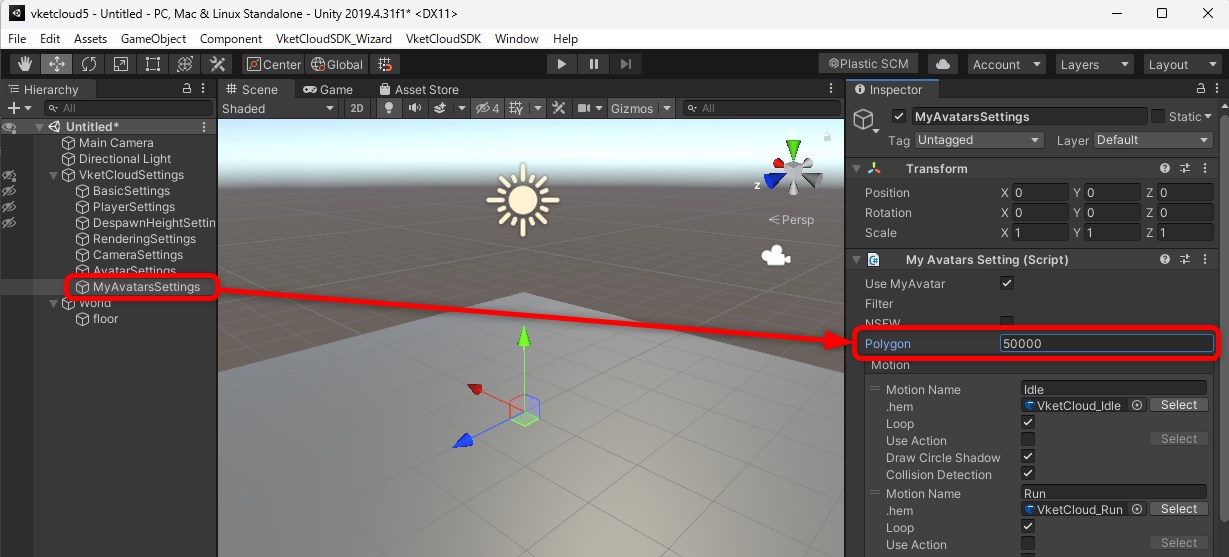 vketcloud5 - Untitled - PC, Mac & Linux Standalone - Unity 2019.4.31f1* <DX11>
File Edit Assets GameObject Component VketCloudSDK_Wizard VketCloudSDK Window Help
Center Global Plastic SCM Account Layers Layout
Hierarchy
All
Untitled*
Main Camera
Directional Light
VketCloudSettings
BasicSettings
PlayerSettings
DespawnHeightSettin
RenderingSettings
CameraSettings
AvatarSettings
MyAvatarsSettings
World
floor
Scene Game Asset Store
Shaded 2D 4 Gizmos All
z
Persp
Inspector
MyAvatarsSettings Static
Tag Untagged Layer Default
Transform
Position X 0 Y 0 Z 0
Rotation X 0 Y 0 Z 0
Scale X 1 Y 1 Z 1
My Avatars Setting (Script)
Use MyAvatar
Filter
NSFW
Polygon 50000
Motion
Motion Name Idle
.hem VketCloud_Idle Select
Loop
Use Action Select
Draw Circle Shadow
Collision Detection
Motion Name Run
.hem VketCloud_Run Select
Loop
Use Action Select